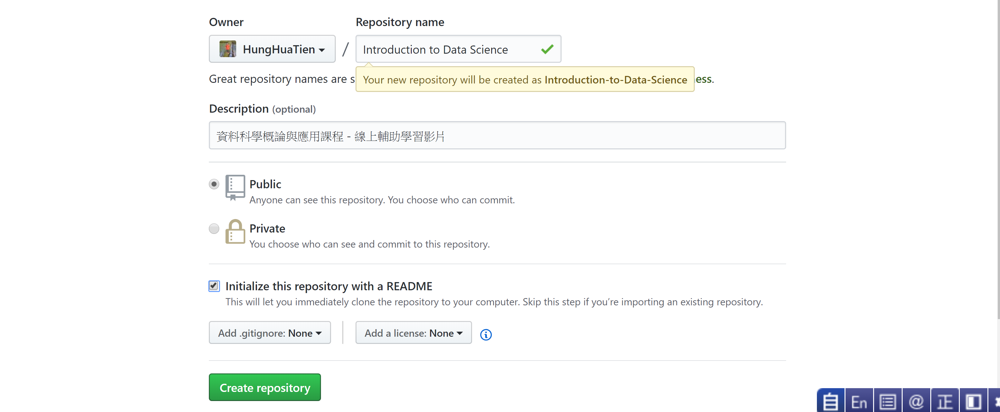 Owner Repository name
HungHuaTien / Introduction to Data Science
Great repository names are s ess.
Your new repository will be created as Introduction-to-Data-Science
Description (optional)
資料科學概論與應用課程 - 線上輔助學習影片
Public
Anyone can see this repository. You choose who can commit.
Private
You choose who can see and commit to this repository.
Initialize this repository with a README
This will let you immediately clone the repository to your computer. Skip this step if you’re importing an existing repository.
Add .gitignore: None Add a license: None
Create repository
En @ 正